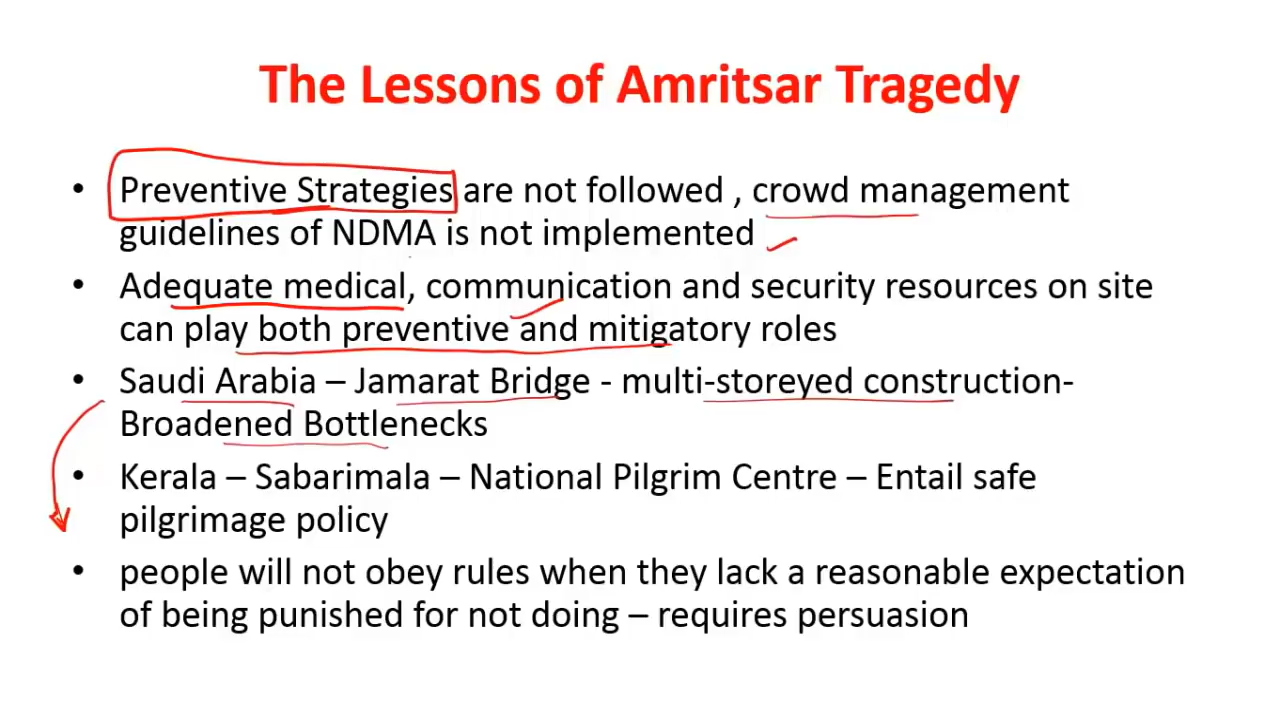 The Lessons of Amritsar Tragedy
• Preventive Strategies are not followed , crowd management
guidelines of NDMA is not implemented
• Adequate medical, communication and security resources on site
can play both preventive and mitigatory roles
• Saudi Arabia – Jamarat Bridge - multi-storeyed construction-
Broadened Bottlenecks
• Kerala – Sabarimala – National Pilgrim Centre – Entail safe
pilgrimage policy
• people will not obey rules when they lack a reasonable expectation
of being punished for not doing – requires persuasion